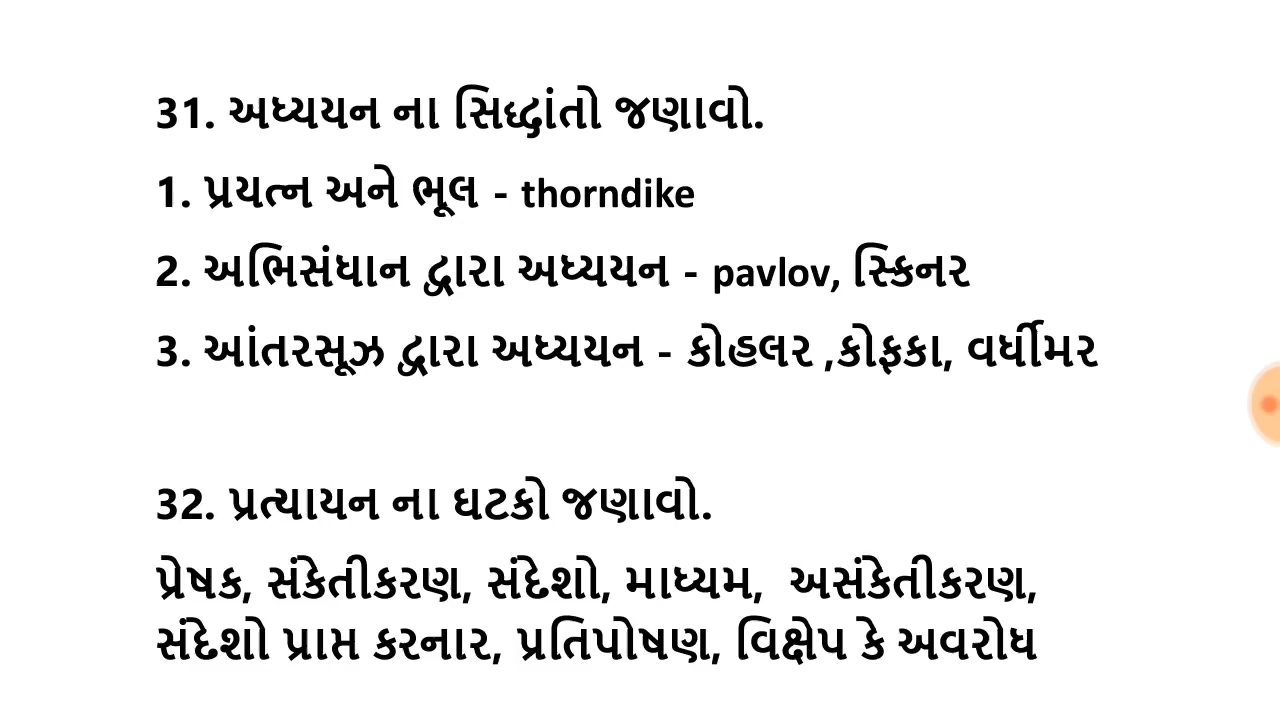 31. અધ્યયન ના સિદ્ધાંતો જણાવો.
1. પ્રયત્ન અને ભૂલ - thorndike
2. અભિસંધાન દ્વારા અધ્યયન - pavlov, સ્કિનર
3. આંતરસૂઝ દ્વારા અધ્યયન - કોહલર ,કોફકા, વર્ધીમર
32. પ્રત્યાયન ના ઘટકો જણાવો.
પ્રેષક, સંકેતીકરણ, સંદેશો, માધ્યમ,  અસંકેતીકરણ,
સંદેશો પ્રાપ્ત કરનાર, પ્રતિપોષણ, વિક્ષેપ કે અવરોધ